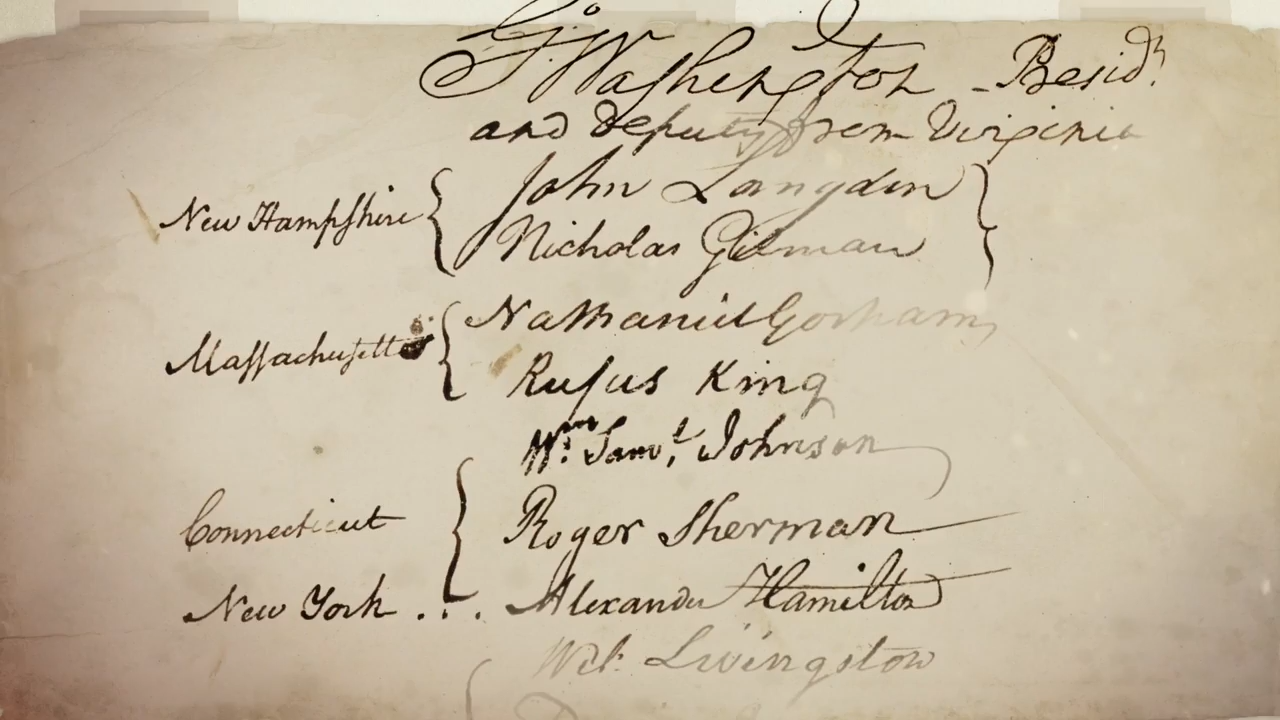 G. Washington - Presidt.
and deputy from Virginia
New Hampshire { John Langdon }
Nicholas Gilman
Massachusetts { Nathaniel Gorham
Rufus King
Wm. Saml. Johnson
Connecticut { Roger Sherman
New York . . . Alexander Hamilton
Wil: Livingston